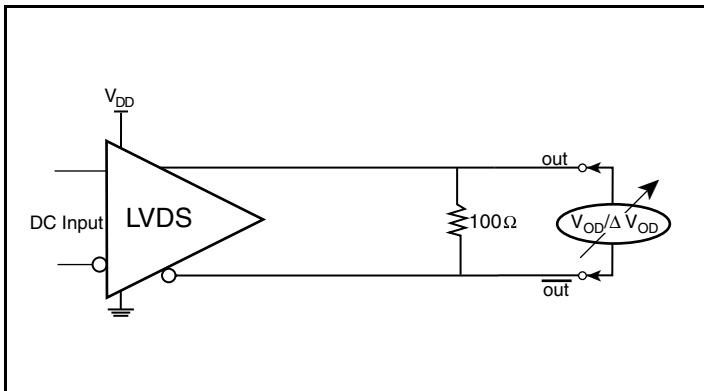 VDD
out
DC Input
LVDS
100Ω
VOD/Δ VOD
out